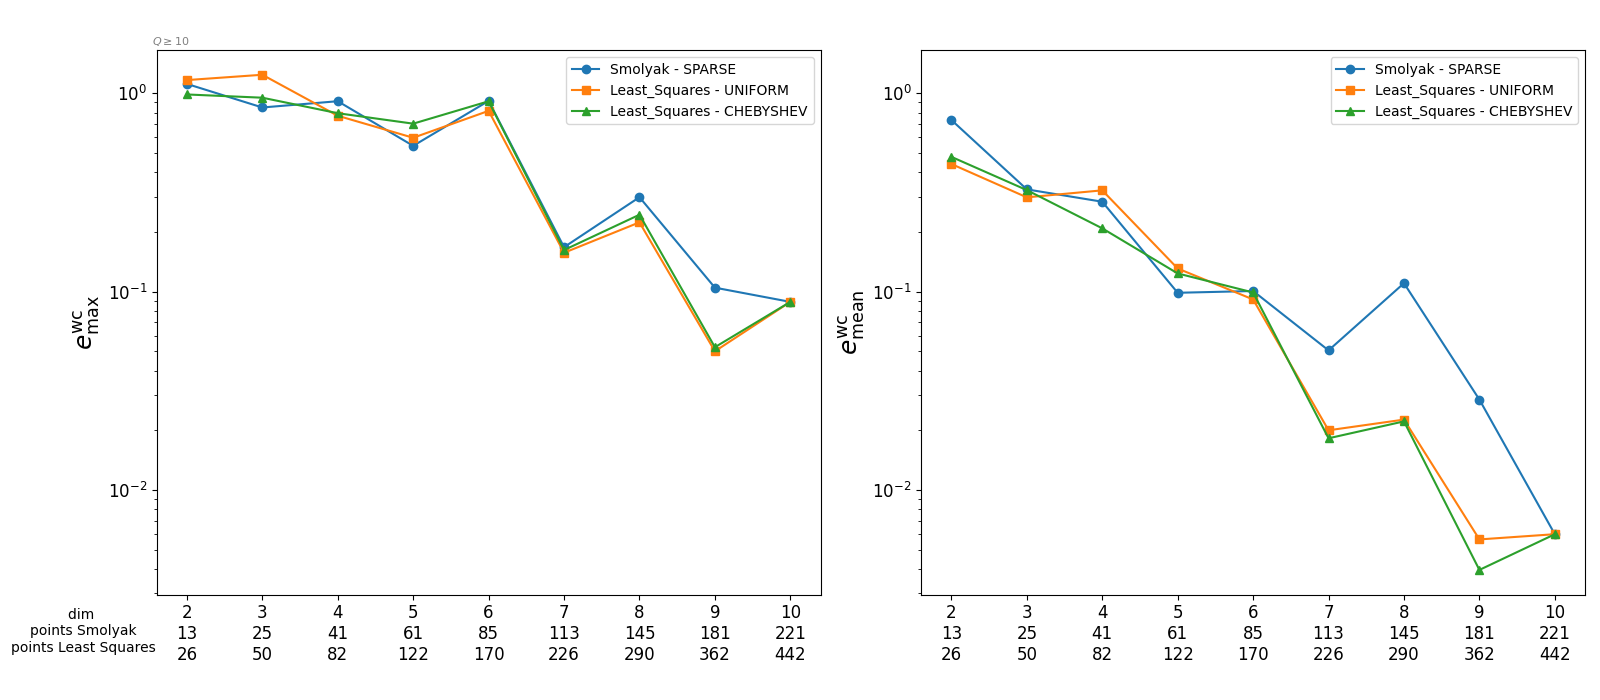 Q ≥ 10
Smolyak - SPARSE
Least_Squares - UNIFORM
Least_Squares - CHEBYSHEV
10⁰
10⁻¹
10⁻²
e^wc_max
2 3 4 5 6 7 8 9 10
13 25 41 61 85 113 145 181 221
26 50 82 122 170 226 290 362 442
dim
points Smolyak
points Least Squares
Smolyak - SPARSE
Least_Squares - UNIFORM
Least_Squares - CHEBYSHEV
10⁰
10⁻¹
10⁻²
e^wc_mean
2 3 4 5 6 7 8 9 10
13 25 41 61 85 113 145 181 221
26 50 82 122 170 226 290 362 442